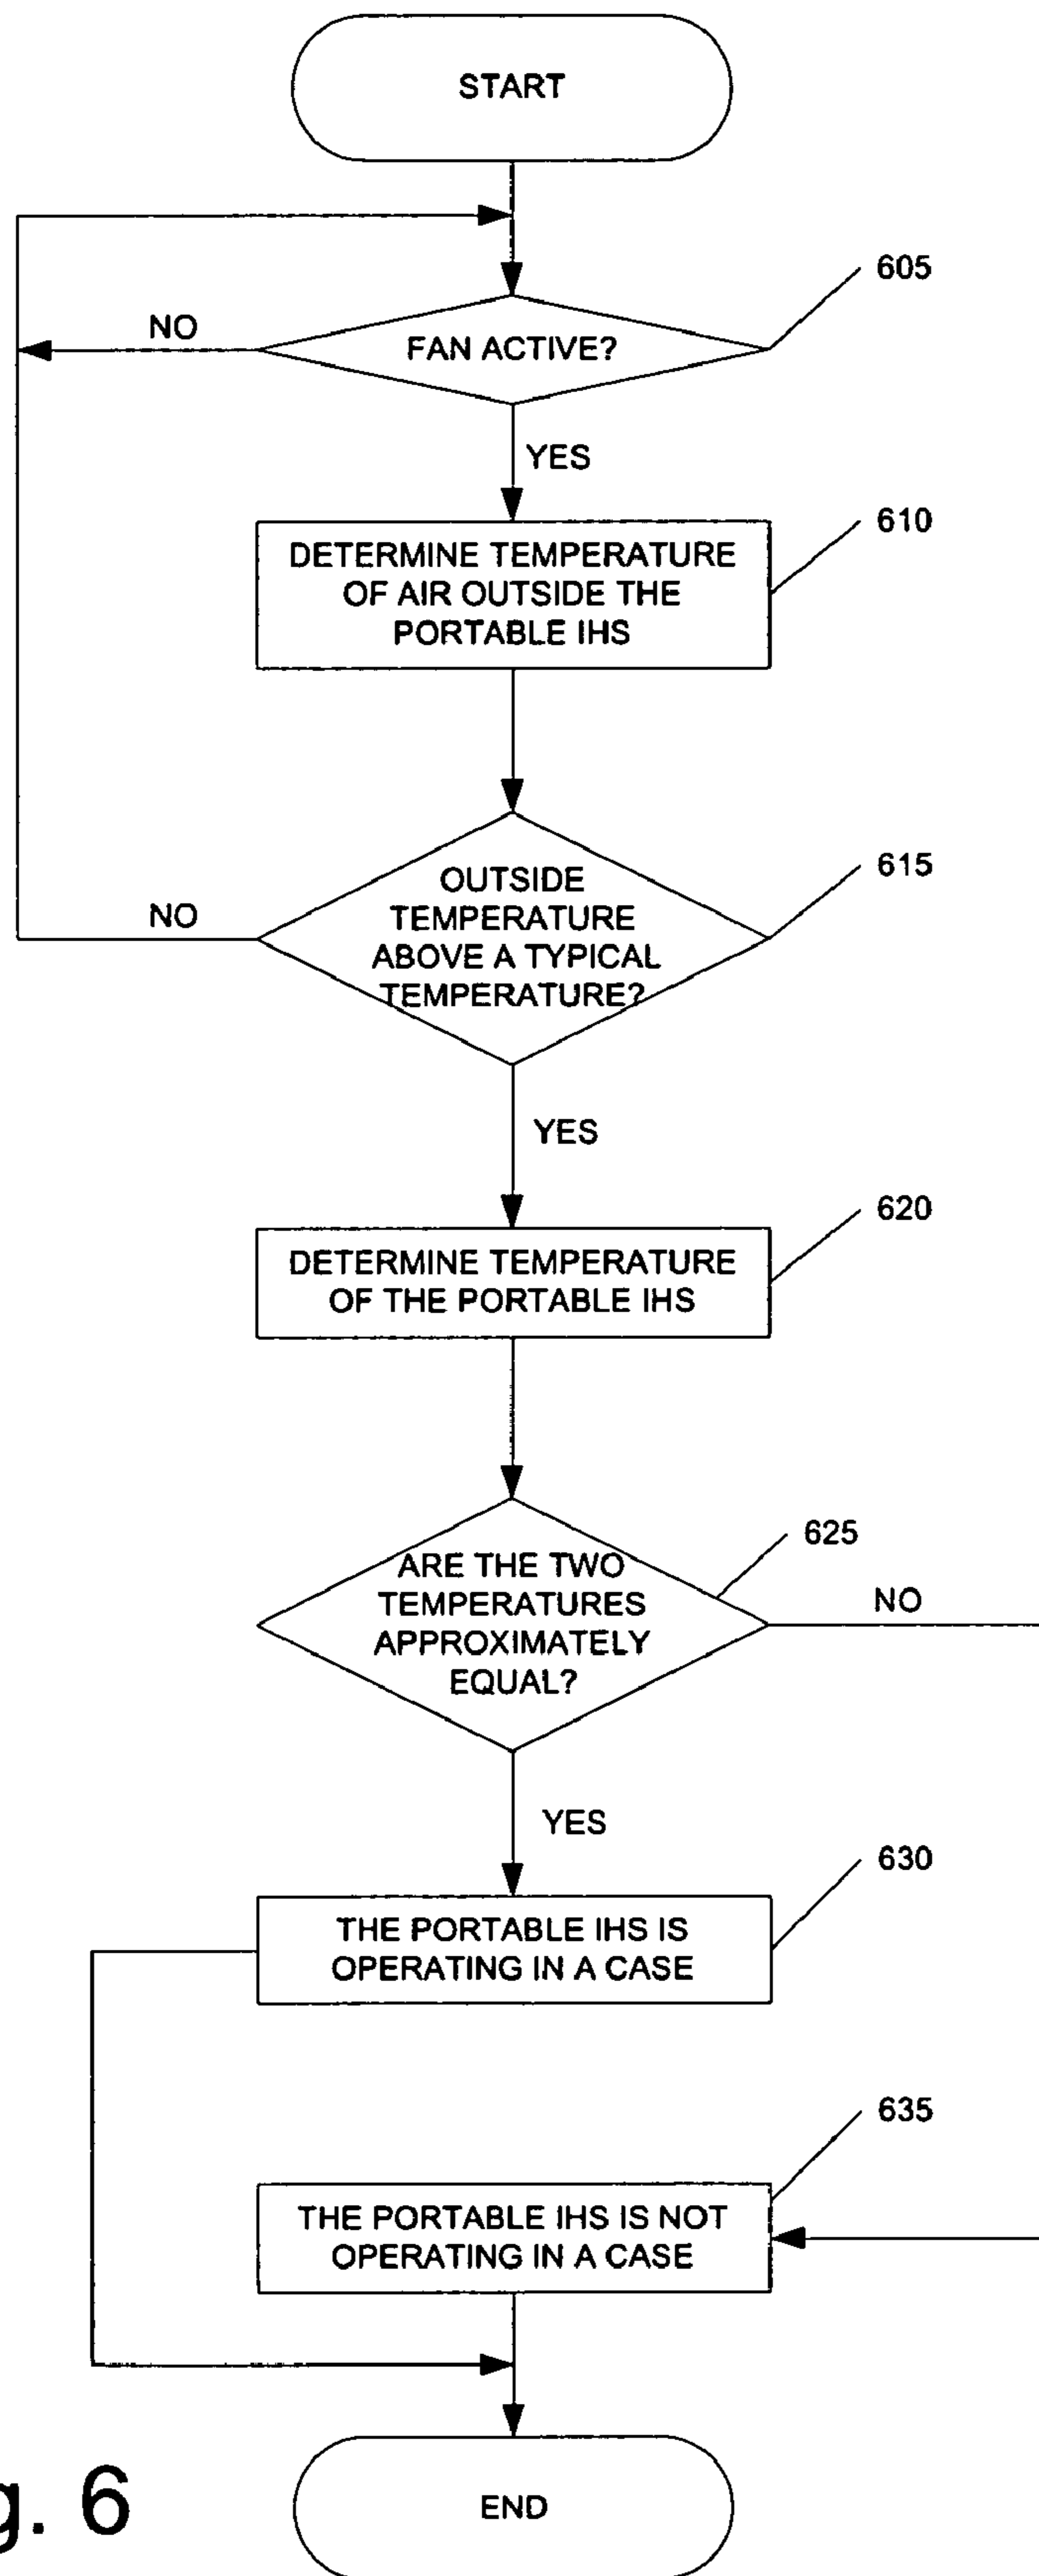 START
605
NO
FAN ACTIVE?
YES
610
DETERMINE TEMPERATURE
OF AIR OUTSIDE THE
PORTABLE IHS
615
OUTSIDE
TEMPERATURE
ABOVE A TYPICAL
TEMPERATURE?
NO
YES
620
DETERMINE TEMPERATURE
OF THE PORTABLE IHS
625
ARE THE TWO
TEMPERATURES
APPROXIMATELY
EQUAL?
NO
YES
630
THE PORTABLE IHS IS
OPERATING IN A CASE
635
THE PORTABLE IHS IS NOT
OPERATING IN A CASE
g. 6
END